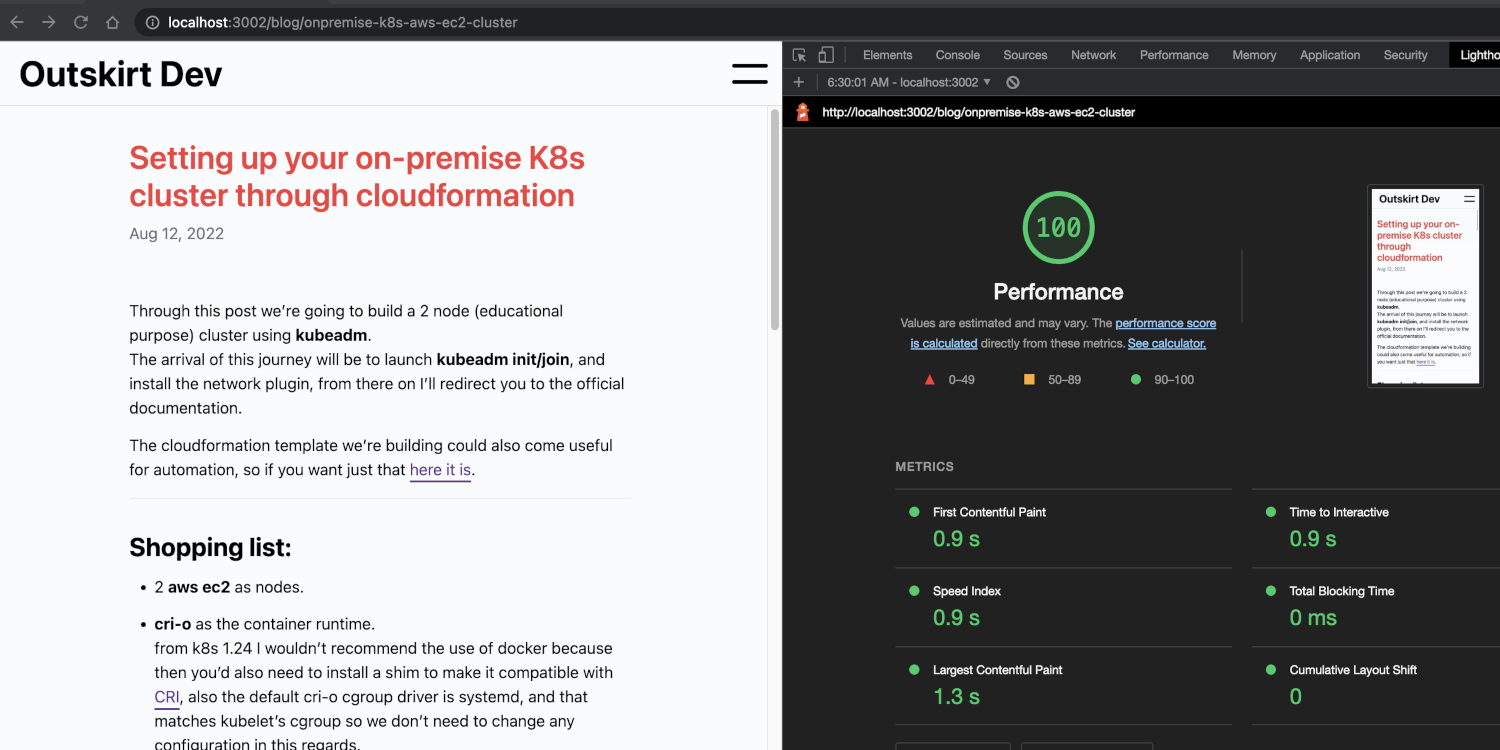 localhost:3002/blog/onpremise-k8s-aws-ec2-cluster
Outskirt Dev
Setting up your on-premise K8s
cluster through cloudformation
Aug 12, 2022
Through this post we’re going to build a 2 node (educational
purpose) cluster using kubeadm.
The arrival of this journey will be to launch kubeadm init/join, and
install the network plugin, from there on I’ll redirect you to the official
documentation.
The cloudformation template we’re building could also come useful
for automation, so if you want just that here it is.
Shopping list:
• 2 aws ec2 as nodes.
• cri-o as the container runtime.
from k8s 1.24 I wouldn’t recommend the use of docker because
then you’d also need to install a shim to make it compatible with
CRI, also the default cri-o cgroup driver is systemd, and that
matches kubelet’s cgroup so we don’t need to change any
configuration in this regards.
Elements Console Sources Network Performance Memory Application Security Lightho
6:30:01 AM - localhost:3002
http://localhost:3002/blog/onpremise-k8s-aws-ec2-cluster
100
Performance
Values are estimated and may vary. The performance score
is calculated directly from these metrics. See calculator.
0–49 50–89 90–100
Outskirt Dev
Setting up your on-
premise K8s cluster
through
cloudformation
Aug 12, 2022
Through this post we’re going to build a 2
node (educational purpose) cluster using
kubeadm.
The arrival of this journey will be to launch
kubeadm init/join, and install the network
plugin, from there on I’ll redirect you to the
official documentation.
The cloudformation template we’re building
could also come useful for automation, so if
you want just that here it is.
METRICS
First Contentful Paint
0.9 s
Time to Interactive
0.9 s
Speed Index
0.9 s
Total Blocking Time
0 ms
Largest Contentful Paint
1.3 s
Cumulative Layout Shift
0